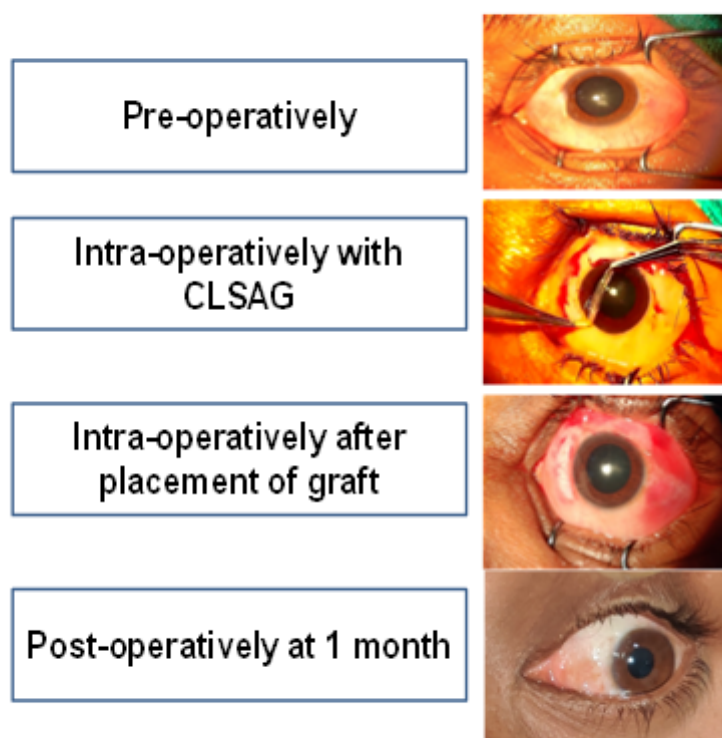 Pre-operatively
Intra-operatively with
CLSAG
Intra-operatively after
placement of graft
Post-operatively at 1 month